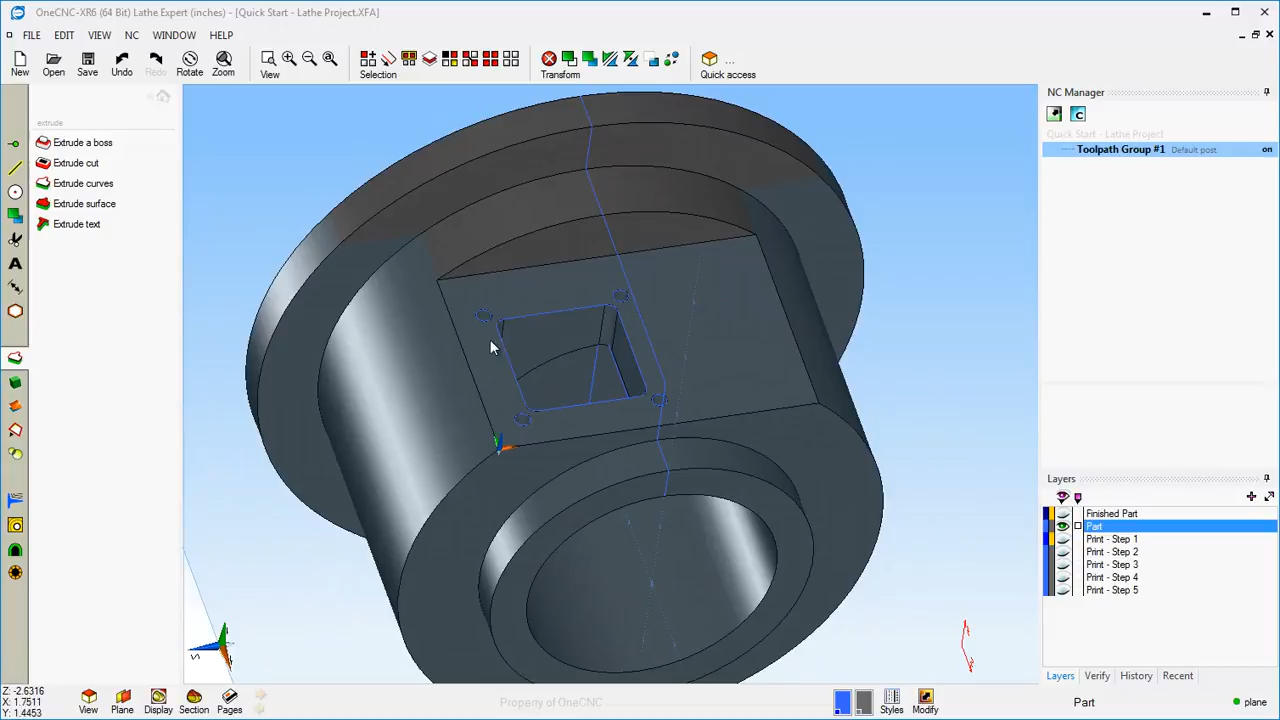 OneCNC-XR6 (64 Bit) Lathe Expert (inches) - [Quick Start - Lathe Project.XFA]
FILE EDIT VIEW NC WINDOW HELP
New Open Save Undo Redo Rotate Zoom View Selection Transform Quick access
extrude
Extrude a boss
Extrude cut
Extrude curves
Extrude surface
Extrude text
NC Manager
Quick Start - Lathe Project
Toolpath Group #1 Default post on
Layers
Finished Part
Part
Print - Step 1
Print - Step 2
Print - Step 3
Print - Step 4
Print - Step 5
Layers Verify History Recent
Z: -2.6316
X: 1.7511
Y: 1.4453
View Plane Display Section Pages
Property of OneCNC
Styles Modify
Part
plane